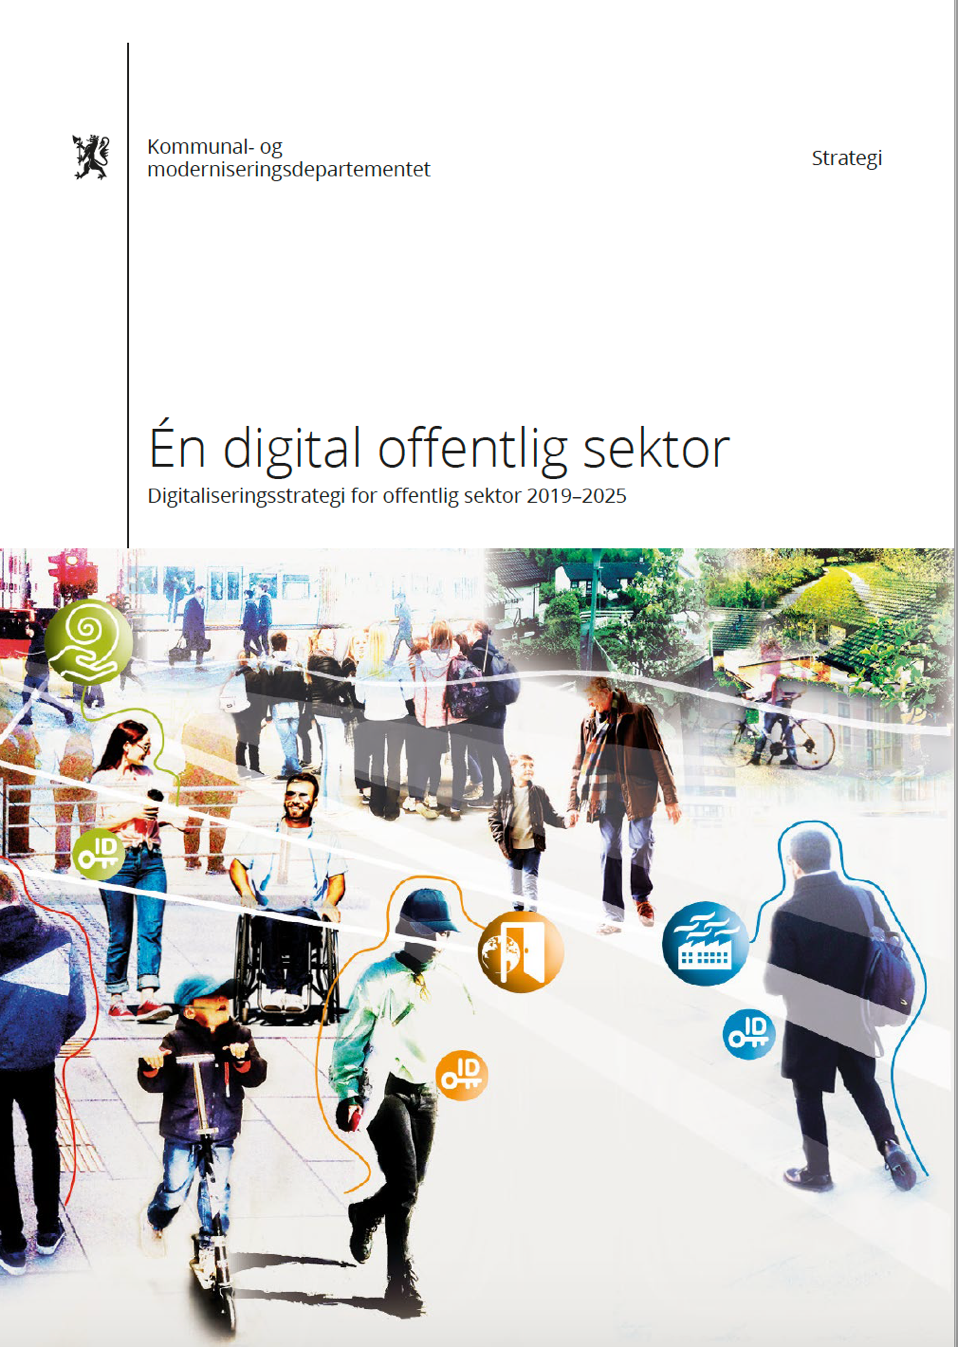 Kommunal- og
moderniseringsdepartementet
Strategi
Én digital offentlig sektor
Digitaliseringsstrategi for offentlig sektor 2019–2025
ID
ID
ID